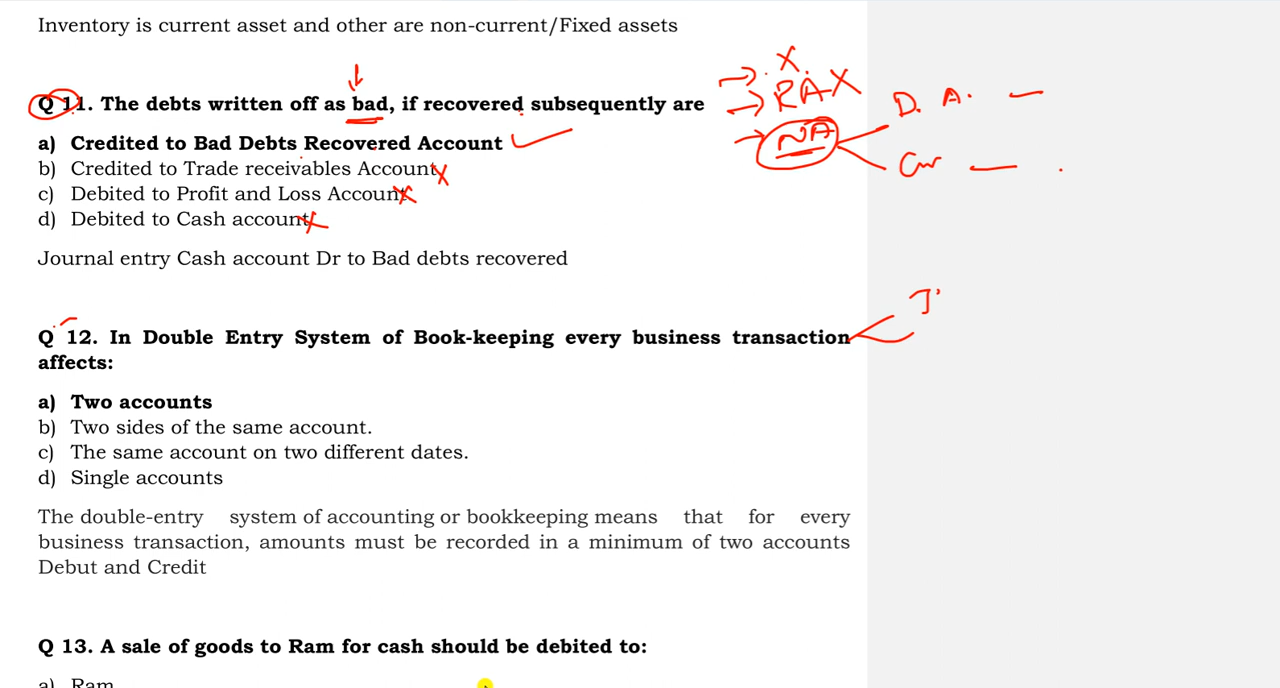 Inventory is current asset and other are non-current/Fixed assets
Q 11. The debts written off as bad, if recovered subsequently are
a) Credited to Bad Debts Recovered Account
b) Credited to Trade receivables Account
c) Debited to Profit and Loss Account
d) Debited to Cash account
Journal entry Cash account Dr to Bad debts recovered
X
RA X
NA
D. A.
Q 12. In Double Entry System of Book-keeping every business transaction
affects:
a) Two accounts
b) Two sides of the same account.
c) The same account on two different dates.
d) Single accounts
The double-entry system of accounting or bookkeeping means that for every
business transaction, amounts must be recorded in a minimum of two accounts
Debut and Credit
Q 13. A sale of goods to Ram for cash should be debited to:
a) Ram